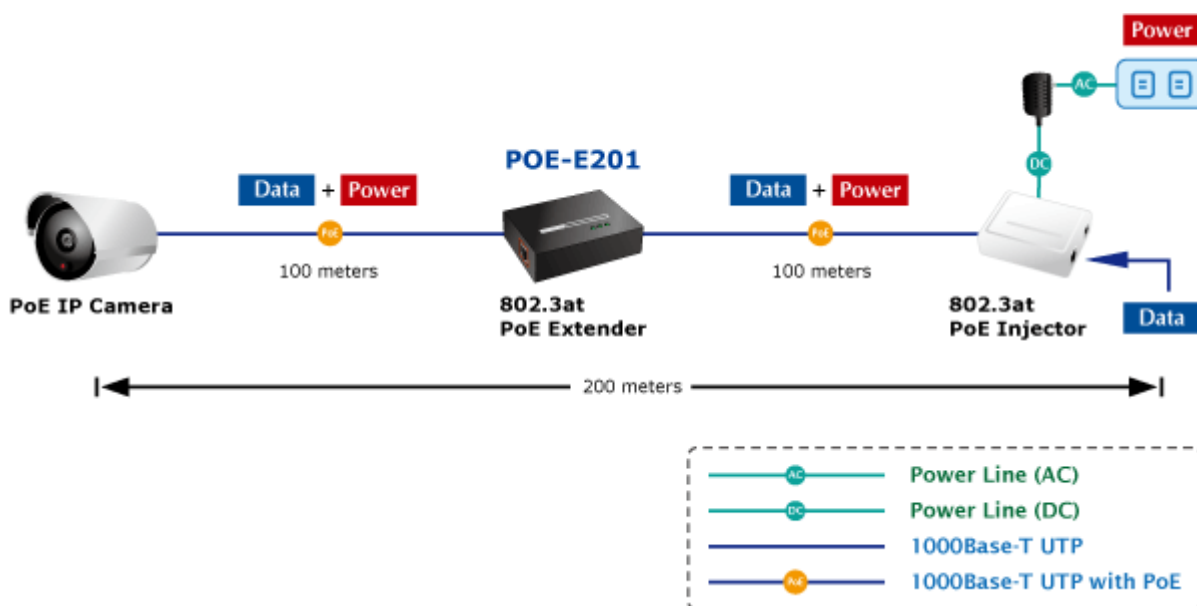 Power
AC
DC
POE-E201
Data + Power
Data + Power
PoE
PoE
100 meters
100 meters
PoE IP Camera
802.3at
PoE Extender
802.3at
PoE Injector
Data
200 meters
AC Power Line (AC)
DC Power Line (DC)
1000Base-T UTP
PoE 1000Base-T UTP with PoE